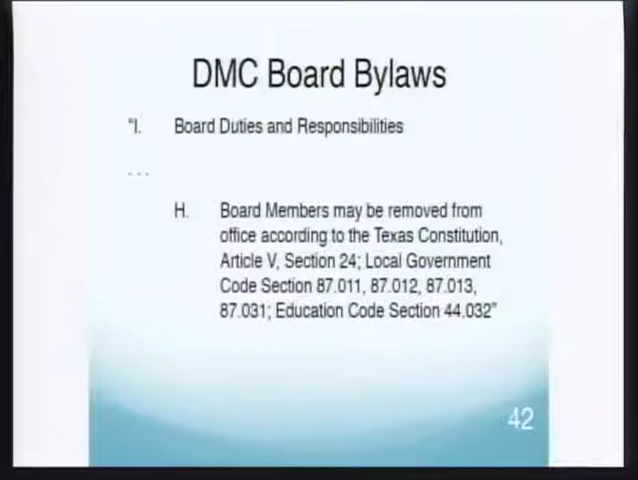 DMC Board Bylaws
"I. Board Duties and Responsibilities
...
H. Board Members may be removed from
office according to the Texas Constitution,
Article V, Section 24; Local Government
Code Section 87.011, 87.012, 87.013,
87.031; Education Code Section 44.032"
42